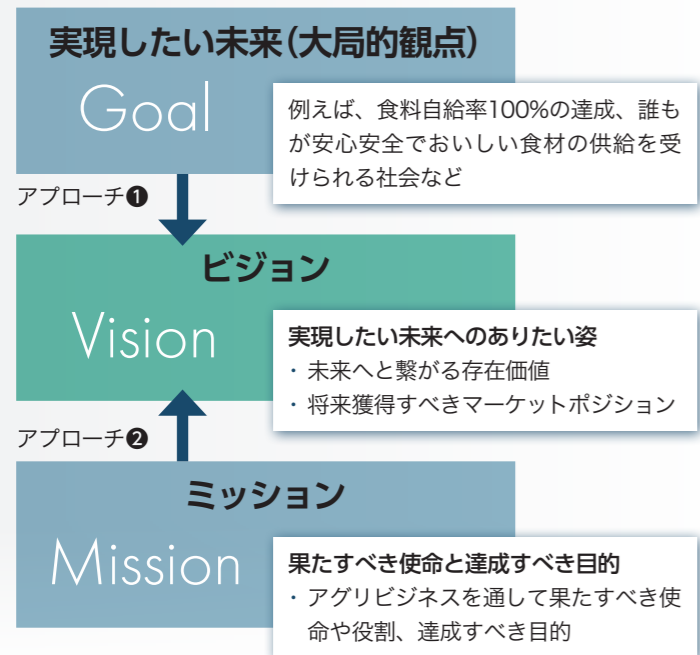 実現したい未来（大局的観点）
Goal
例えば、食料自給率100%の達成、誰も
が安心安全でおいしい食材の供給を受
けられる社会など
アプローチ❶
ビジョン
Vision
実現したい未来へのありたい姿
・未来へと繋がる存在価値
・将来獲得すべきマーケットポジション
アプローチ❷
ミッション
Mission
果たすべき使命と達成すべき目的
・アグリビジネスを通して果たすべき使
命や役割、達成すべき目的